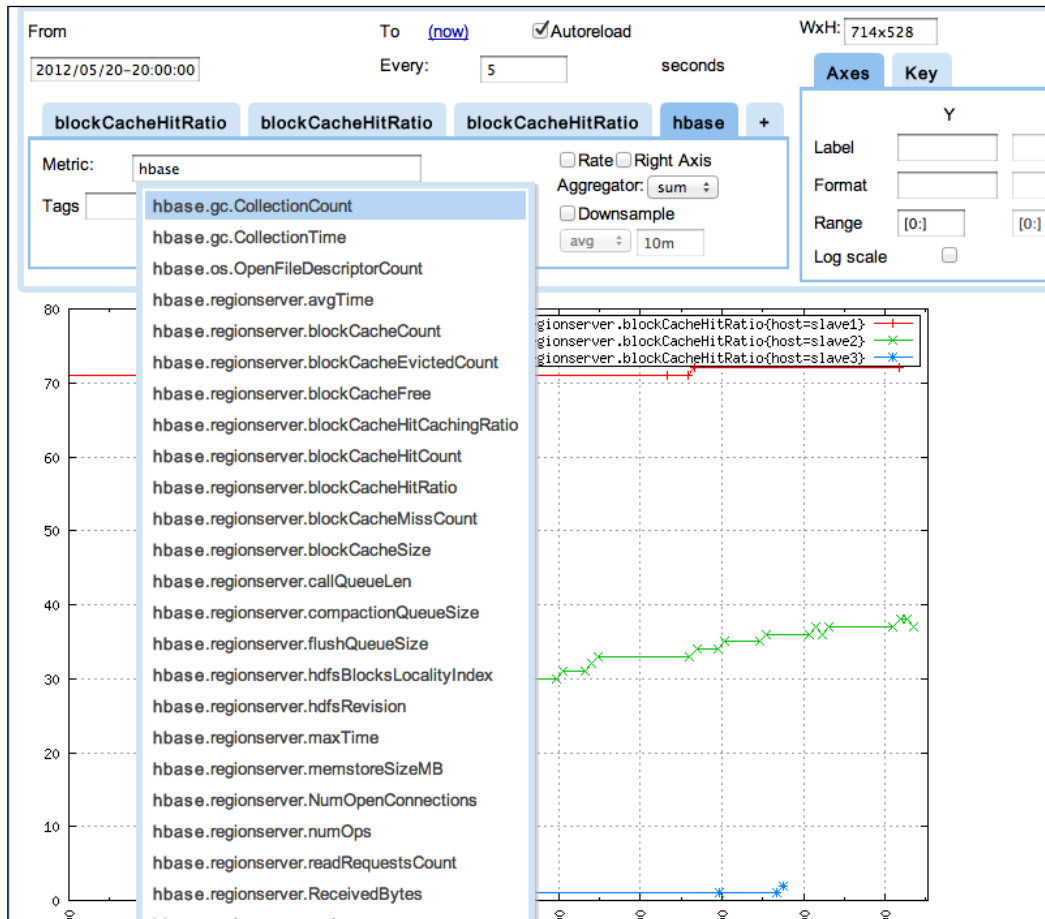 From To (now) Autoreload WxH: 714x528
2012/05/20-20:00:00 Every: 5 seconds
Axes Key
blockCacheHitRatio blockCacheHitRatio blockCacheHitRatio hbase +
Y
Metric: hbase Rate Right Axis Label
Tags Aggregator: sum Format
Downsample Range [0:] [0:]
avg 10m
Log scale
hbase.gc.CollectionCount
hbase.gc.CollectionTime
hbase.os.OpenFileDescriptorCount
hbase.regionserver.avgTime
hbase.regionserver.blockCacheCount
hbase.regionserver.blockCacheEvictedCount
hbase.regionserver.blockCacheFree
hbase.regionserver.blockCacheHitCachingRatio
hbase.regionserver.blockCacheHitCount
hbase.regionserver.blockCacheHitRatio
hbase.regionserver.blockCacheMissCount
hbase.regionserver.blockCacheSize
hbase.regionserver.callQueueLen
hbase.regionserver.compactionQueueSize
hbase.regionserver.flushQueueSize
hbase.regionserver.hdfsBlocksLocalityIndex
hbase.regionserver.hdfsRevision
hbase.regionserver.maxTime
hbase.regionserver.memstoreSizeMB
hbase.regionserver.NumOpenConnections
hbase.regionserver.numOps
hbase.regionserver.readRequestsCount
hbase.regionserver.ReceivedBytes
gionserver.blockCacheHitRatio{host=slave1}
gionserver.blockCacheHitRatio{host=slave2}
gionserver.blockCacheHitRatio{host=slave3}
80
70
60
50
40
30
20
10
0